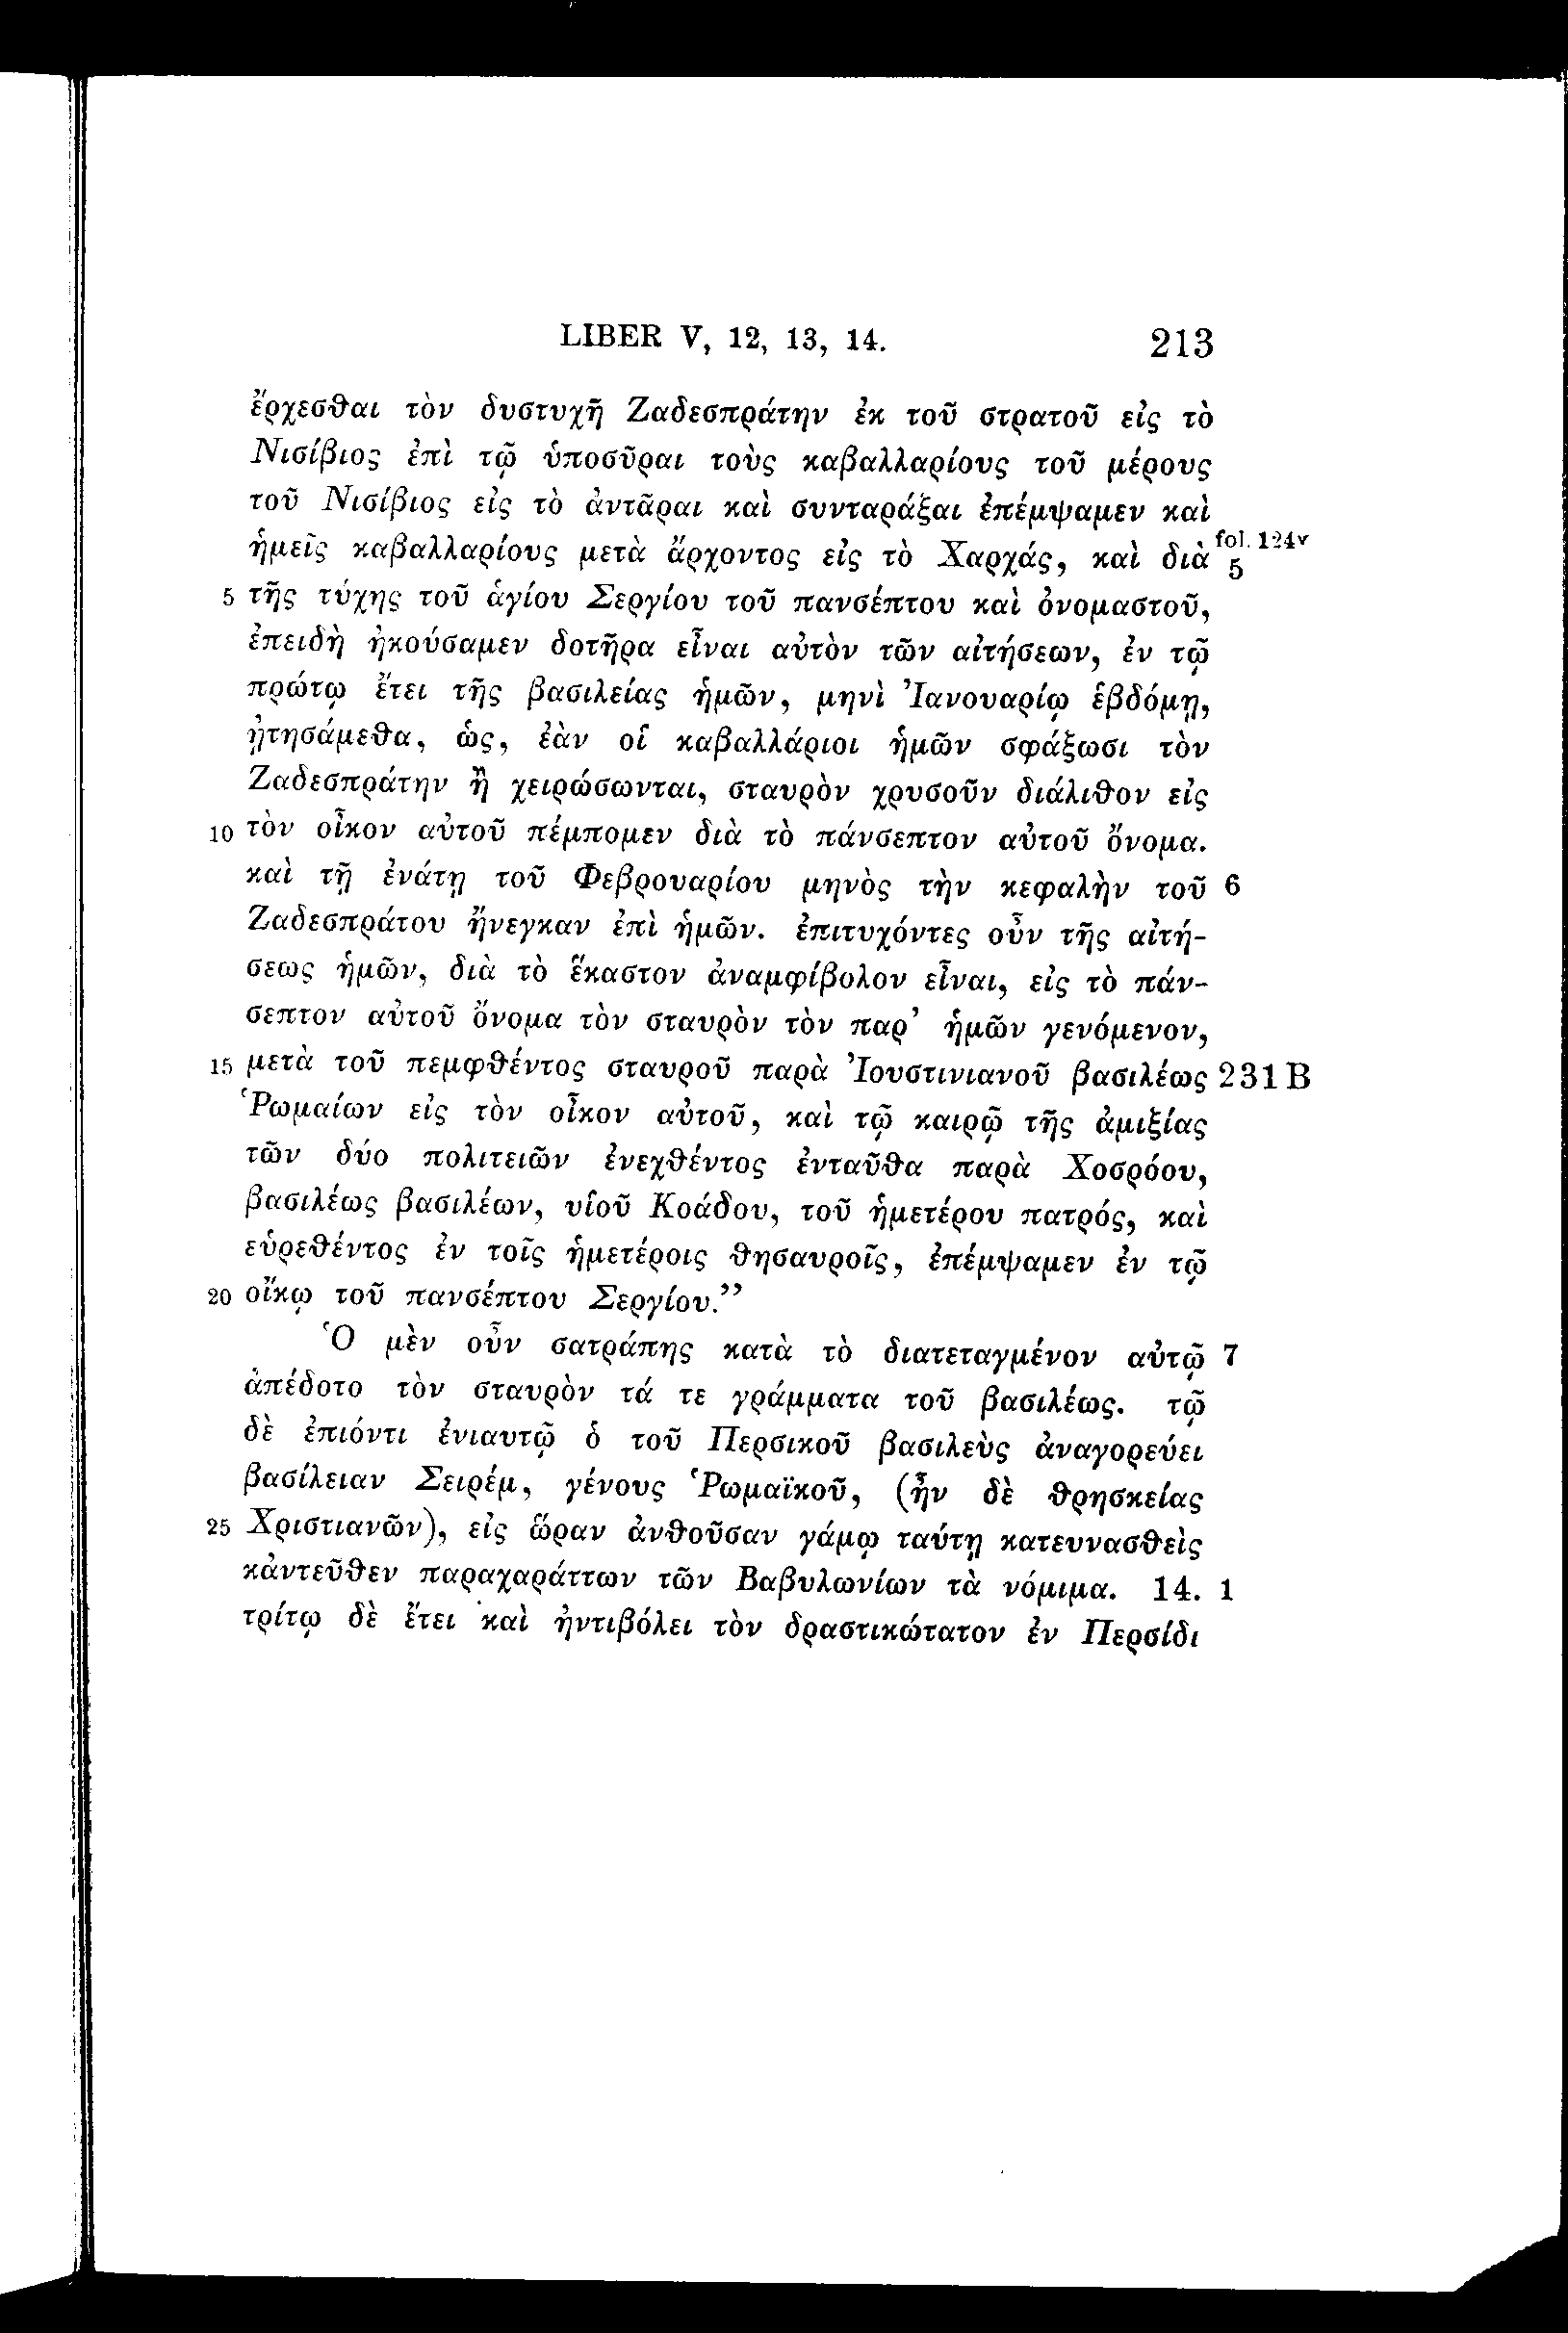 LIBER V, 12, 13, 14. 213
ἔρχεσθαι τὸν δυστυχῆ Ζαδεσπράτην ἐκ τοῦ στρατοῦ εἰς τὸ
Νισίβιος ἐπὶ τῷ ὑποσῦραι τοὺς καβαλλαρίους τοῦ μέρους
τοῦ Νισίβιος εἰς τὸ ἀντᾶραι καὶ συνταράξαι ἐπέμψαμεν καὶ
ἡμεῖς καβαλλαρίους μετὰ ἄρχοντος εἰς τὸ Χαρχάς, καὶ διὰ fol. 124v 5
5 τῆς τύχης τοῦ ἁγίου Σεργίου τοῦ πανσέπτου καὶ ὀνομαστοῦ,
ἐπειδὴ ἠκούσαμεν δοτῆρα εἶναι αὐτὸν τῶν αἰτήσεων, ἐν τῷ
πρώτῳ ἔτει τῆς βασιλείας ἡμῶν, μηνὶ Ἰανουαρίῳ ἑβδόμῃ,
ᾐτησάμεθα, ὡς, ἐὰν οἱ καβαλλάριοι ἡμῶν σφάξωσι τὸν
Ζαδεσπράτην ἢ χειρώσωνται, σταυρὸν χρυσοῦν διάλιθον εἰς
10 τὸν οἶκον αὐτοῦ πέμπομεν διὰ τὸ πάνσεπτον αὐτοῦ ὄνομα.
καὶ τῇ ἐνάτῃ τοῦ Φεβρουαρίου μηνὸς τὴν κεφαλὴν τοῦ 6
Ζαδεσπράτου ἤνεγκαν ἐπὶ ἡμῶν. ἐπιτυχόντες οὖν τῆς αἰτή-
σεως ἡμῶν, διὰ τὸ ἕκαστον ἀναμφίβολον εἶναι, εἰς τὸ πάν-
σεπτον αὐτοῦ ὄνομα τὸν σταυρὸν τὸν παρ’ ἡμῶν γενόμενον,
15 μετὰ τοῦ πεμφθέντος σταυροῦ παρὰ Ἰουστινιανοῦ βασιλέως 231 B
Ῥωμαίων εἰς τὸν οἶκον αὐτοῦ, καὶ τῷ καιρῷ τῆς ἀμιξίας
τῶν δύο πολιτειῶν ἐνεχθέντος ἐνταῦθα παρὰ Χοσρόου,
βασιλέως βασιλέων, υἱοῦ Κοάδου, τοῦ ἡμετέρου πατρός, καὶ
εὑρεθέντος ἐν τοῖς ἡμετέροις θησαυροῖς, ἐπέμψαμεν ἐν τῷ
20 οἴκῳ τοῦ πανσέπτου Σεργίου.”
Ὁ μὲν οὖν σατράπης κατὰ τὸ διατεταγμένον αὐτῷ 7
ἀπέδοτο τὸν σταυρὸν τά τε γράμματα τοῦ βασιλέως. τῷ
δὲ ἐπιόντι ἐνιαυτῷ ὁ τοῦ Περσικοῦ βασιλεὺς ἀναγορεύει
βασίλειαν Σειρέμ, γένους Ῥωμαϊκοῦ, (ἦν δὲ θρησκείας
25 Χριστιανῶν), εἰς ὥραν ἀνθοῦσαν γάμῳ ταύτῃ κατευνασθεὶς
κἀντεῦθεν παραχαράττων τῶν Βαβυλωνίων τὰ νόμιμα. 14. 1
τρίτῳ δὲ ἔτει καὶ ἠντιβόλει τὸν δραστικώτατον ἐν Περσίδι